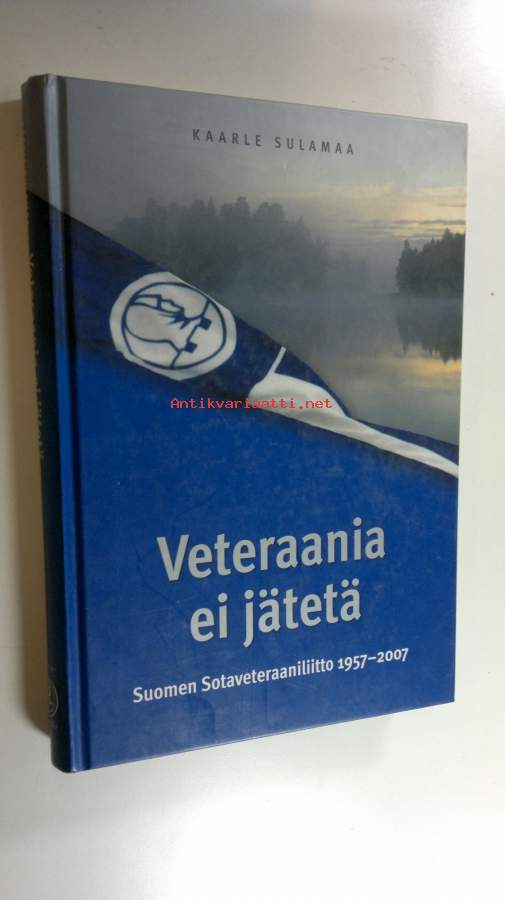 KAARLE SULAMAA
Antikvariaatti.net
Veteraania
ei jätetä
Suomen Sotaveteraaniliitto 1957–2007